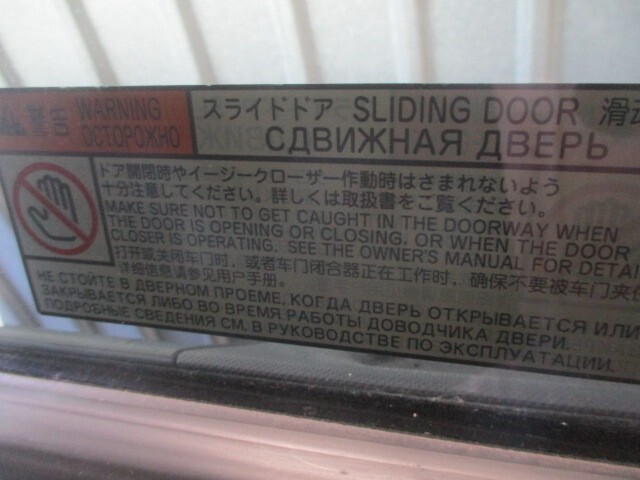 警告 WARNING ОСТОРОЖНО
スライドドア SLIDING DOOR 滑动
СДВИЖНАЯ ДВЕРЬ
ドア開閉時やイージークローザー作動時はさまれないよう
十分注意してください。詳しくは取扱書をご覧ください。
MAKE SURE NOT TO GET CAUGHT IN THE DOORWAY WHEN
THE DOOR IS OPENING OR CLOSING. OR WHEN THE DOOR
CLOSER IS OPERATING. SEE THE OWNER'S MANUAL FOR
打开或关闭车门时，或者车门闭合器正在工作时，确保不要被车门夹
详细信息请参见用户手册.
НЕ СТОЙТЕ В ДВЕРНОМ ПРОЕМЕ, КОГДА ДВЕРЬ ОТКРЫВАЕТСЯ ИЛИ
ЗАКРЫВАЕТСЯ ЛИБО ВО ВРЕМЯ РАБОТЫ ДОВОДЧИКА ДВЕРИ.
ПОДРОБНЫЕ СВЕДЕНИЯ СМ. В РУКОВОДСТВЕ ПО ЭКСПЛУАТАЦИИ.